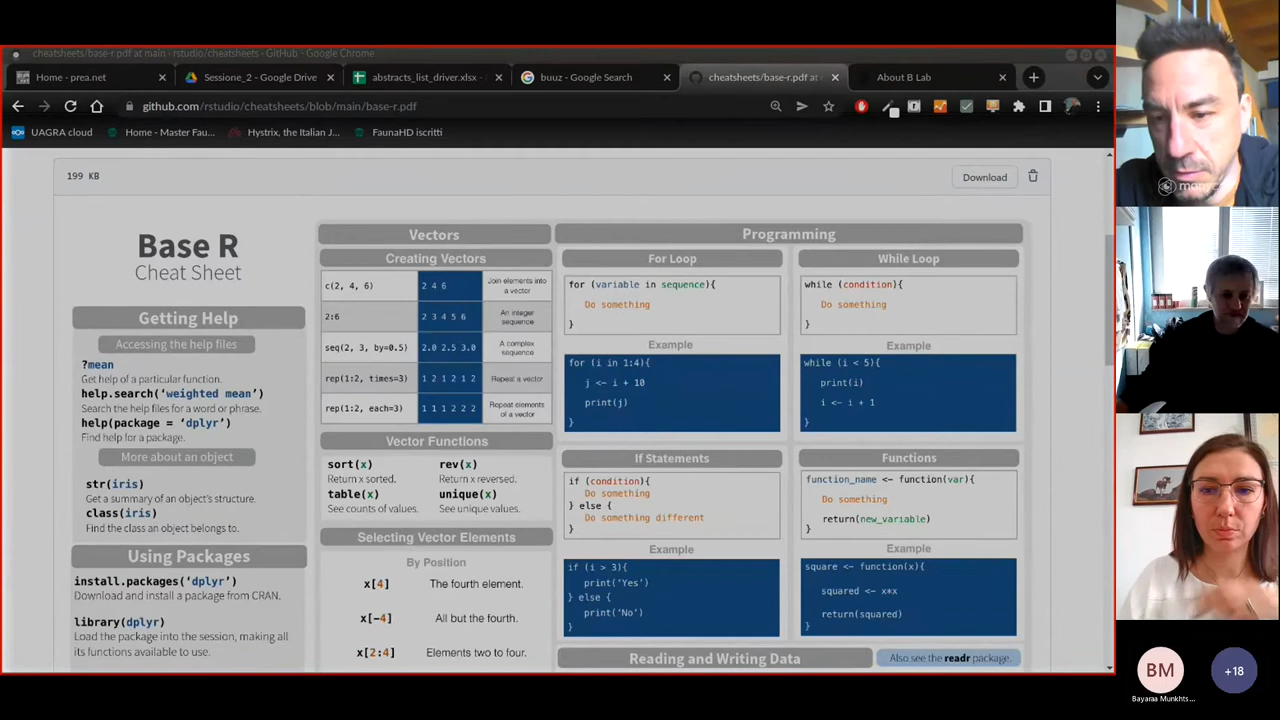 cheatsheets/base-r.pdf at main · rstudio/cheatsheets · GitHub - Google Chrome
Home - prea.net
Sessione_2 - Google Drive
abstracts_list_driver.xlsx -
buuz - Google Search
cheatsheets/base-r.pdf at
About B Lab
github.com/rstudio/cheatsheets/blob/main/base-r.pdf
UAGRA cloud
Home - Master Fau...
Hystrix, the Italian J...
FaunaHD iscritti
199 KB
Download
Base R
Cheat Sheet
Getting Help
Accessing the help files
?mean
Get help of a particular function.
help.search('weighted mean')
Search the help files for a word or phrase.
help(package = 'dplyr')
Find help for a package.
More about an object
str(iris)
Get a summary of an object's structure.
class(iris)
Find the class an object belongs to.
Using Packages
install.packages('dplyr')
Download and install a package from CRAN.
library(dplyr)
Load the package into the session, making all
its functions available to use.
Vectors
Creating Vectors
c(2, 4, 6)
2 4 6
Join elements into
a vector
2:6
2 3 4 5 6
An integer
sequence
seq(2, 3, by=0.5)
2.0 2.5 3.0
A complex
sequence
rep(1:2, times=3)
1 2 1 2 1 2
Repeat a vector
rep(1:2, each=3)
1 1 1 2 2 2
Repeat elements
of a vector
Vector Functions
sort(x)
Return x sorted.
rev(x)
Return x reversed.
table(x)
See counts of values.
unique(x)
See unique values.
Selecting Vector Elements
By Position
x[4]
The fourth element.
x[-4]
All but the fourth.
x[2:4]
Elements two to four.
Programming
For Loop
for (variable in sequence){
Do something
}
Example
for (i in 1:4){
j <- i + 10
print(j)
}
While Loop
while (condition){
Do something
}
Example
while (i < 5){
print(i)
i <- i + 1
}
If Statements
if (condition){
Do something
} else {
Do something different
}
Example
if (i > 3){
print('Yes')
} else {
print('No')
}
Functions
function_name <- function(var){
Do something
return(new_variable)
}
Example
square <- function(x){
squared <- x*x
return(squared)
}
Reading and Writing Data
Also see the readr package.
BM
Bayaraa Munkhts...
+18